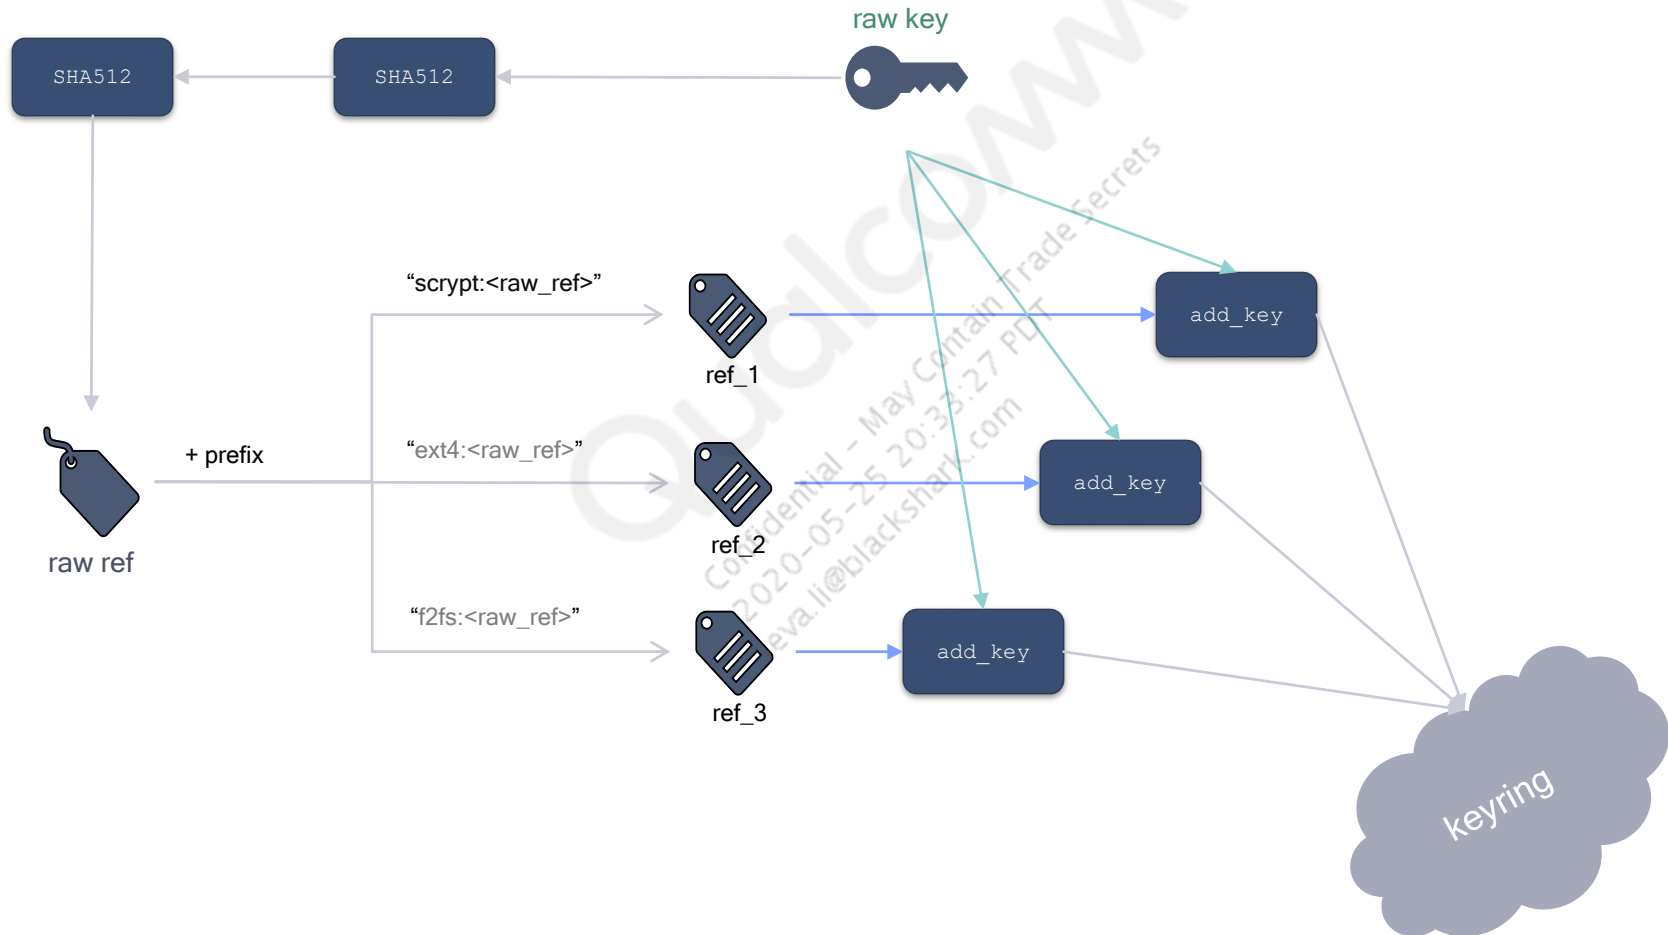 raw key
SHA512
SHA512
“scrypt:<raw_ref>”
add_key
ref_1
“ext4:<raw_ref>”
+ prefix
add_key
ref_2
raw ref
“f2fs:<raw_ref>”
add_key
ref_3
keyring
Qualcomm
Confidential - May Contain Trade Secrets
2020-05-25 20:33:27 PDT
eva.li@blackshark.com